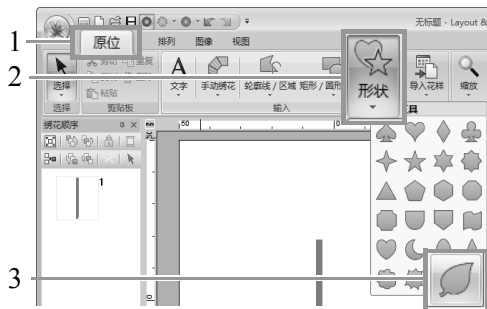 无标题 - Layout &
1
原位
排列 图像 视图
2
剪切 重复
选择
粘贴
文字 手动绣花 轮廓线 / 区域 矩形 / 圆形
形状
导入花样 缩放
选择 剪贴板 输入 具
绣花顺序
50 0
1
3
0